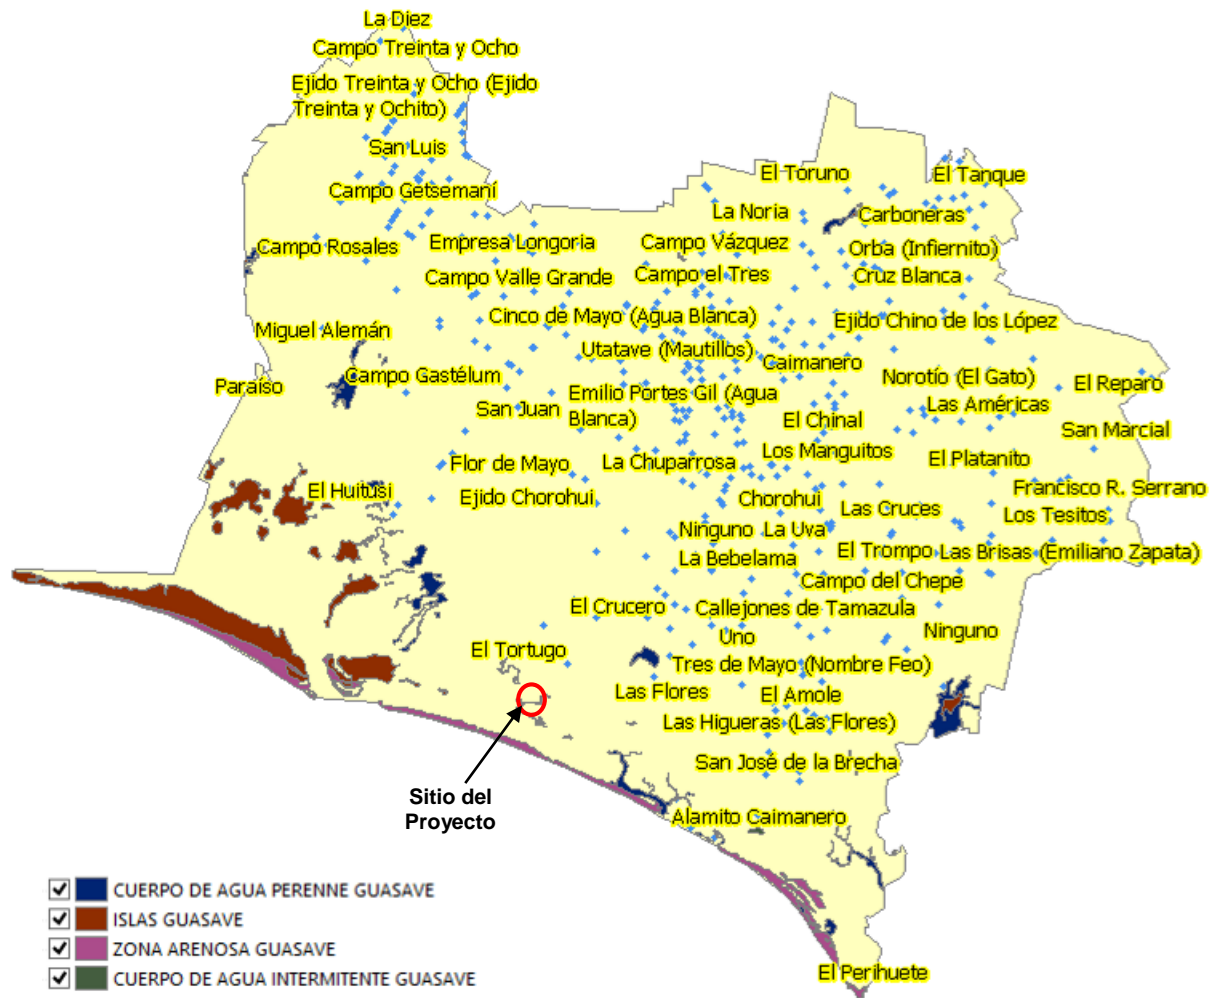 La Diez
Campo Treinta y Ocho
Ejido Treinta y Ocho (Ejido
Treinta y Ochito)
San Luis
El Toruno
El Tanque
Campo Getsemaní
La Noria
Carboneras
Campo Rosales
Empresa Longoria
Campo Vázquez
Orba (Infiernito)
Campo Valle Grande
Campo el Tres
Cruz Blanca
Cinco de Mayo (Agua Blanca)
Ejido Chino de los López
Miguel Alemán
Utatave (Mautillos)
Caimanero
Paraíso
Campo Gastélum
Norotío (El Gato)
El Reparo
Emilio Portes Gil (Agua
Blanca)
San Juan
Las Américas
El Chinal
San Marcial
Flor de Mayo
La Chuparrosa
Los Manguitos
El Platanito
El Huitusi
Ejido Chorohui
Chorohui
Francisco R. Serrano
Las Cruces
Los Tesitos
Ninguno
La Uva
La Bebelama
El Trompo
Las Brisas (Emiliano Zapata)
Campo del Chepe
El Crucero
Callejones de Tamazula
Uno
Ninguno
El Tortugo
Tres de Mayo (Nombre Feo)
Las Flores
El Amole
Las Higueras (Las Flores)
San José de la Brecha
Sitio del
Proyecto
Alamito Caimanero
CUERPO DE AGUA PERENNE GUASAVE
ISLAS GUASAVE
ZONA ARENOSA GUASAVE
CUERPO DE AGUA INTERMITENTE GUASAVE
El Perihuete